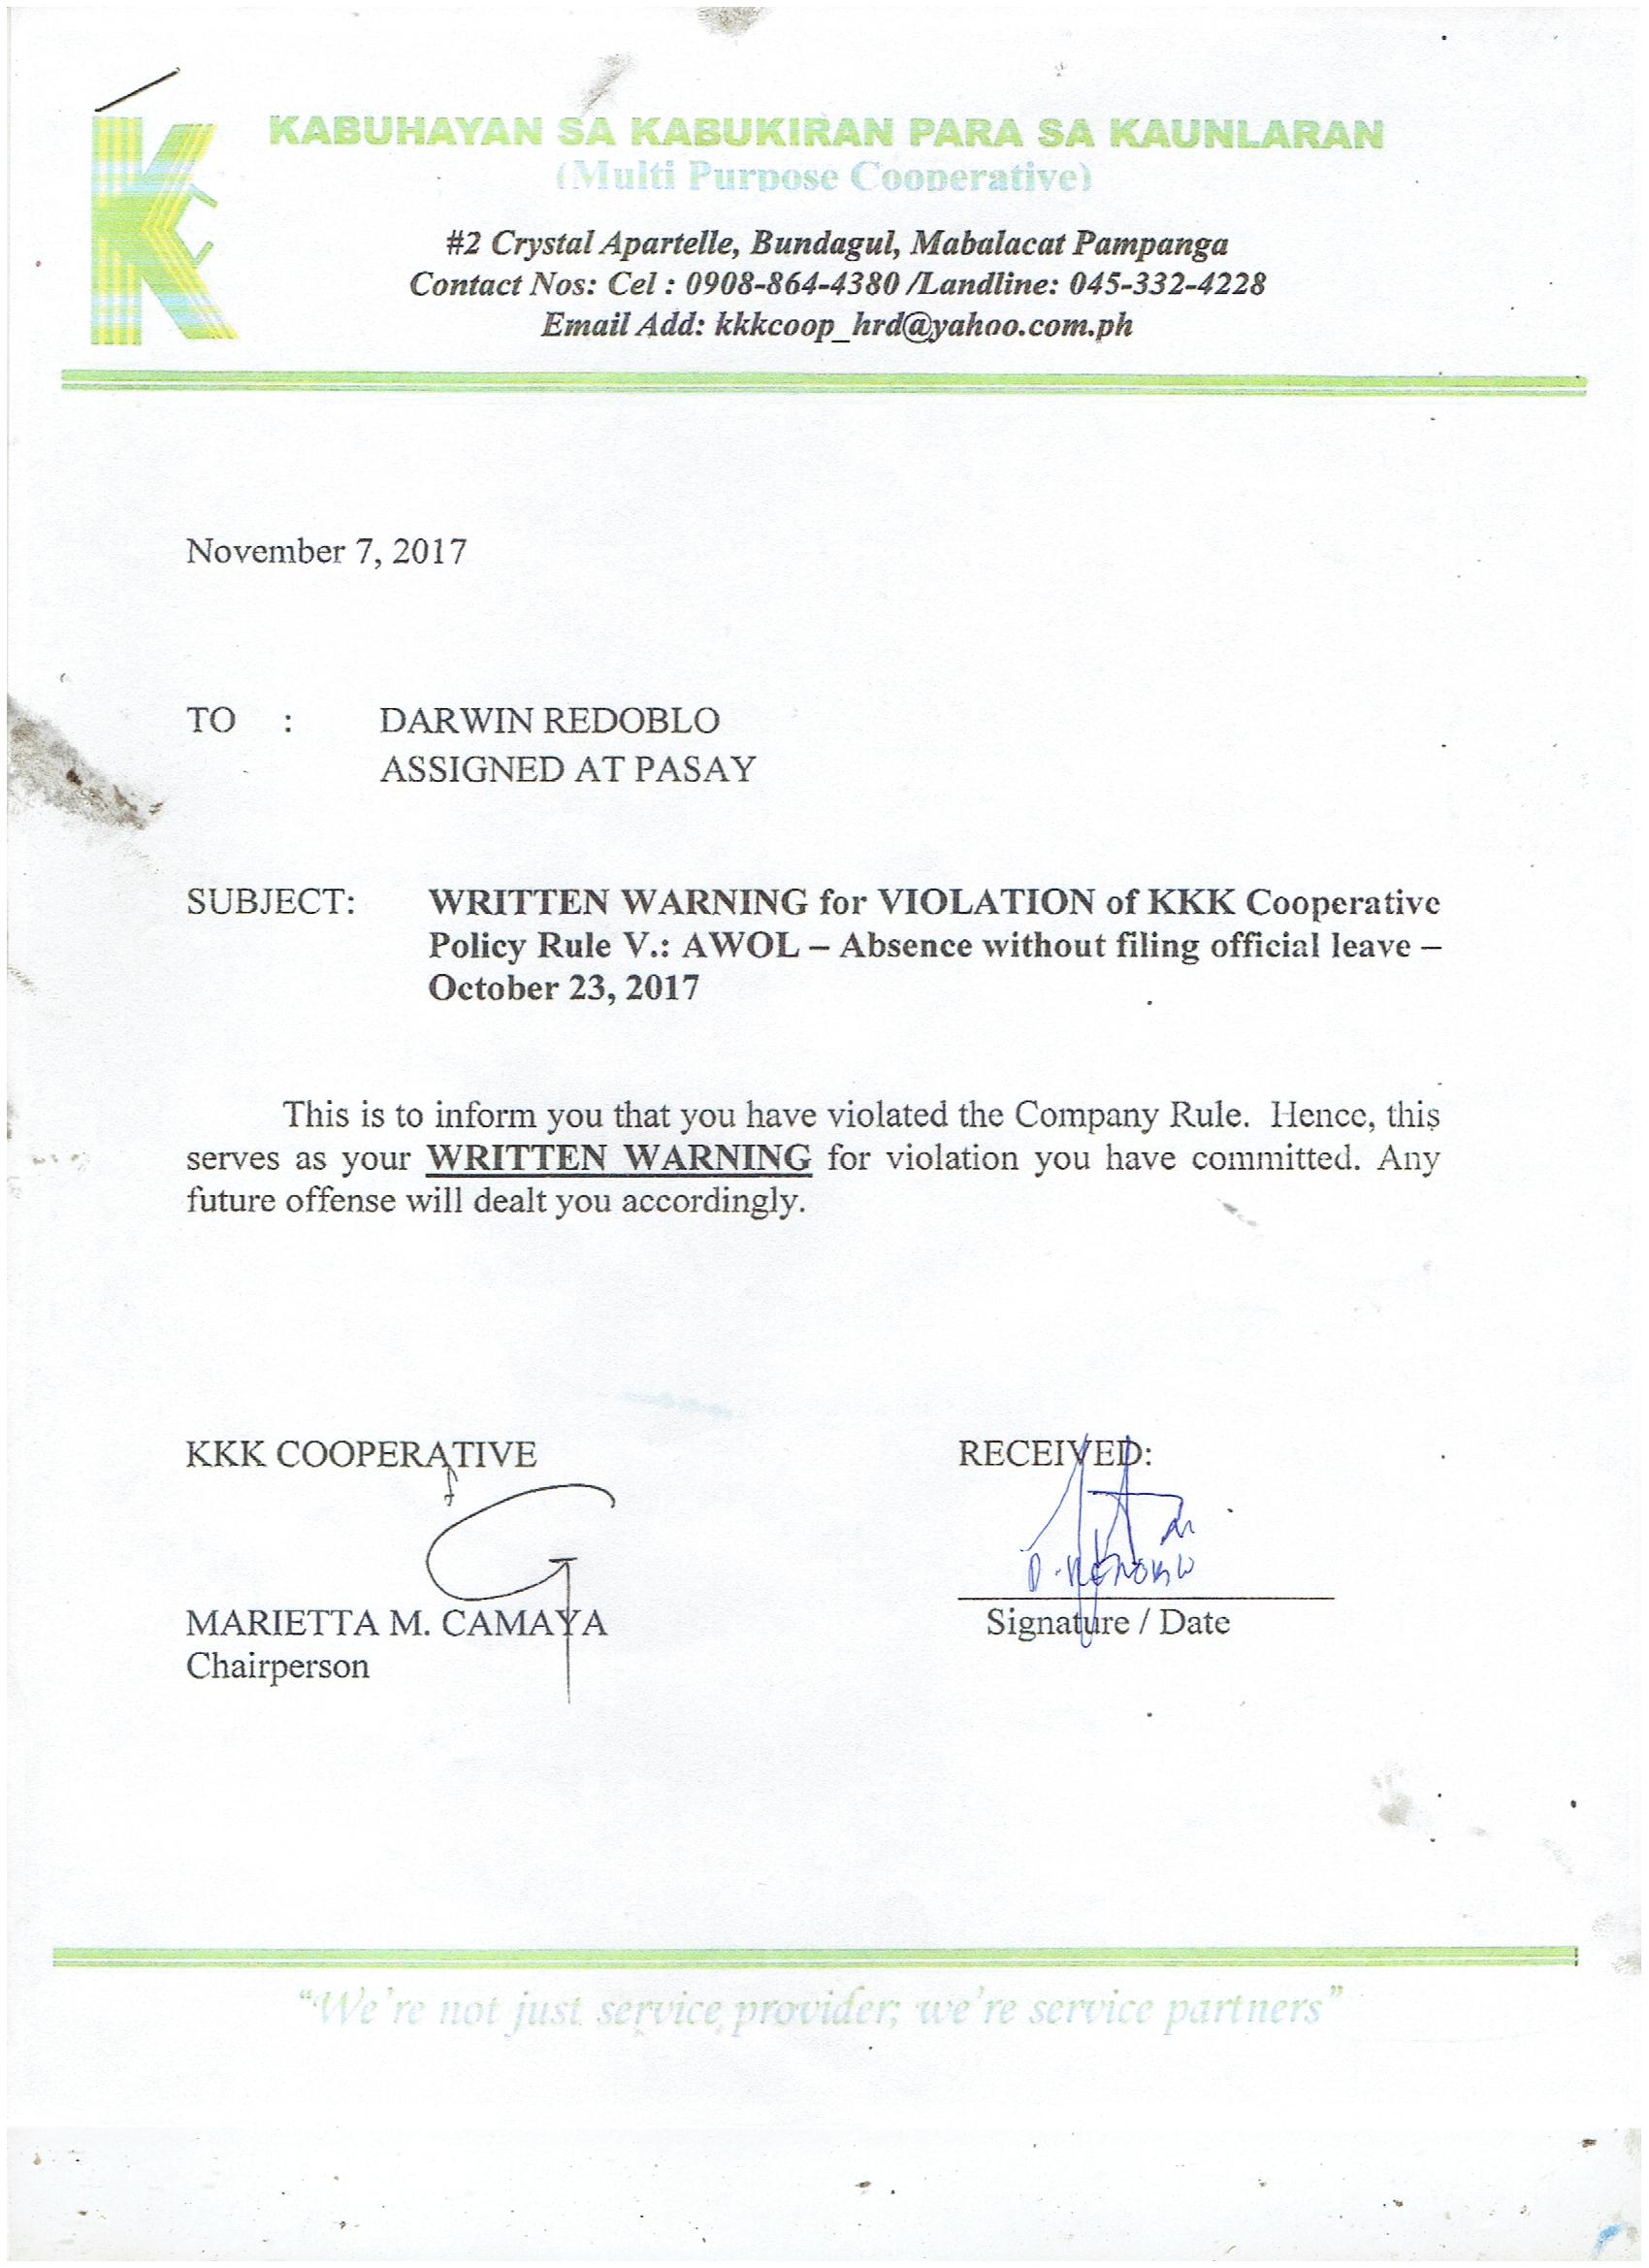 KABUHAYAN SA KABUKIRAN PARA SA KAUNLARAN
(Multi Purpose Cooperative)
#2 Crystal Apartelle, Bundagul, Mabalacat Pampanga
Contact Nos: Cel : 0908-864-4380 /Landline: 045-332-4228
Email Add: kkkcoop_hrd@yahoo.com.ph
November 7, 2017
TO : DARWIN REDOBLO
ASSIGNED AT PASAY
SUBJECT: WRITTEN WARNING for VIOLATION of KKK Cooperative
Policy Rule V.: AWOL – Absence without filing official leave –
October 23, 2017
This is to inform you that you have violated the Company Rule. Hence, this
serves as your WRITTEN WARNING for violation you have committed. Any
future offense will dealt you accordingly.
KKK COOPERATIVE RECEIVED:
D. REDOBLO
MARIETTA M. CAMAYA Signature / Date
Chairperson
“We’re not just service provider; we’re service partners”